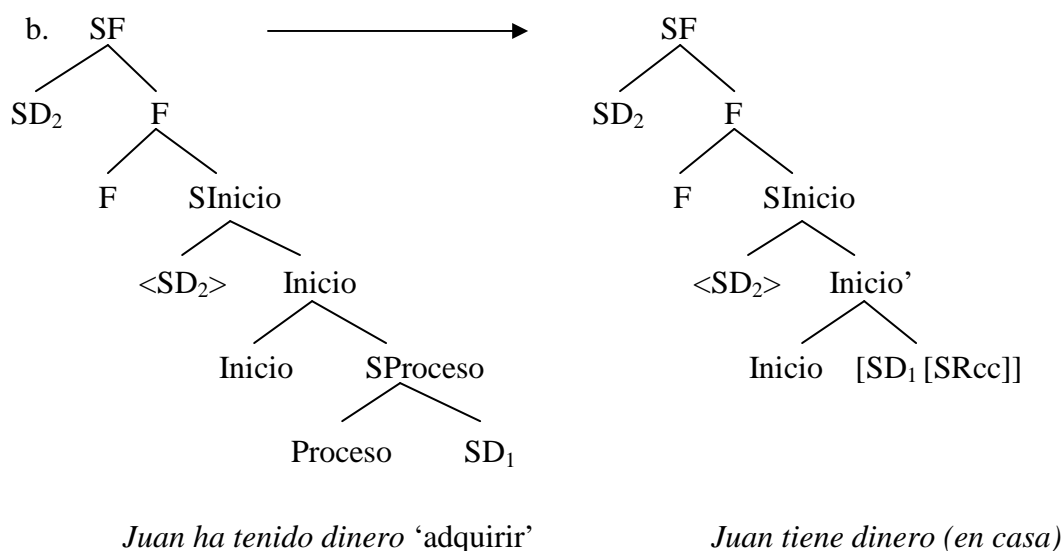 b. SF SF
SD₂ F SD₂ F
F SInicio F SInicio
<SD₂> Inicio <SD₂> Inicio’
Inicio SProceso Inicio [SD₁ [SRcc]]
Proceso SD₁
Juan ha tenido dinero ‘adquirir’ Juan tiene dinero (en casa)